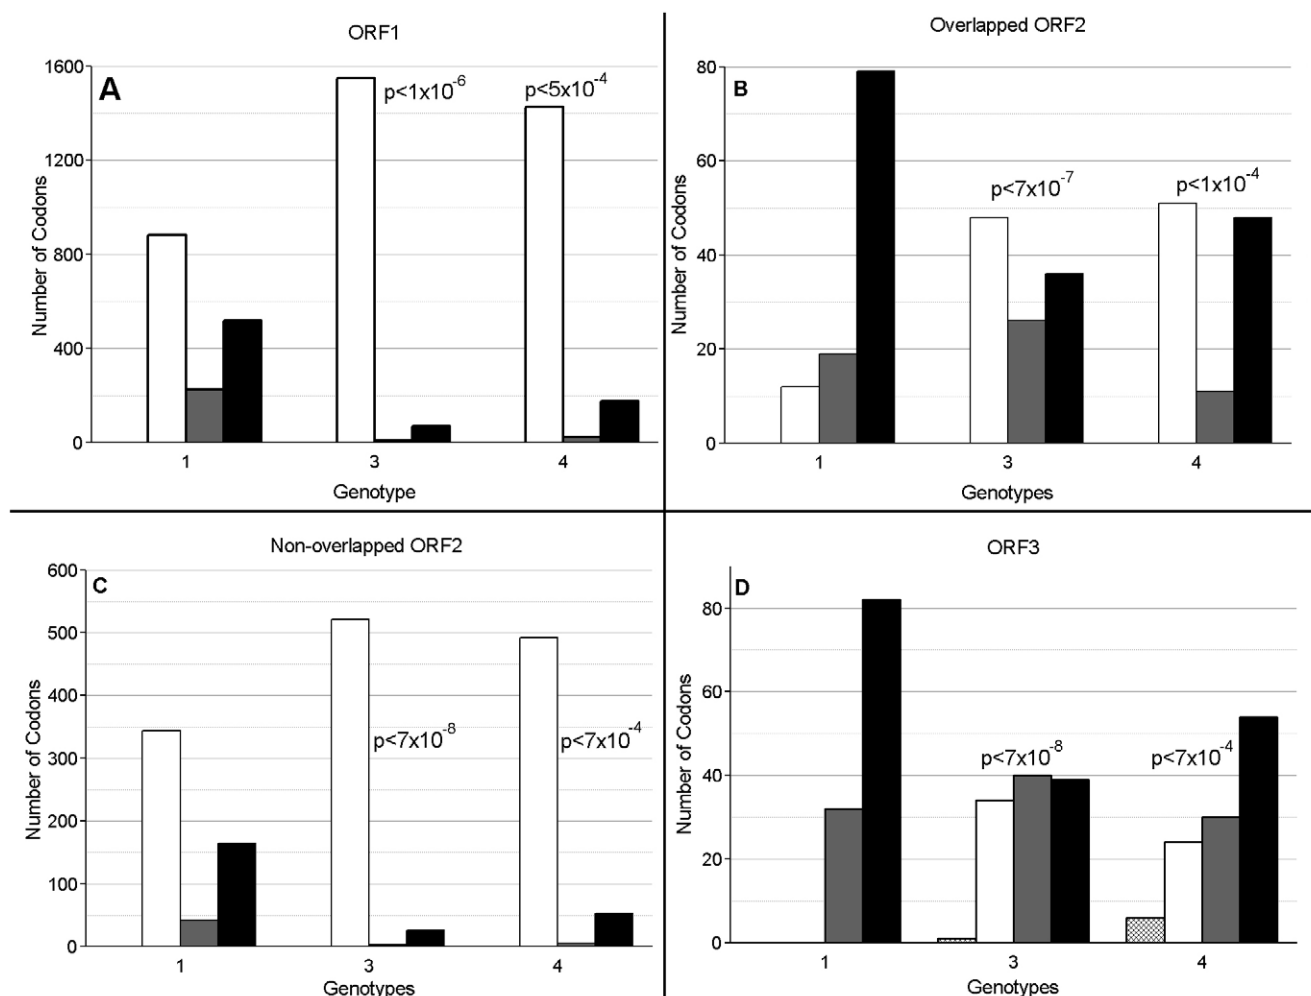 ORF1
A
1600
1200
800
400
0
Number of Codons
p<1x10^-6
p<5x10^-4
1 3 4
Genotype
Overlapped ORF2
B
80
60
40
20
0
Number of Codons
p<7x10^-7
p<1x10^-4
1 3 4
Genotypes
Non-overlapped ORF2
C
600
500
400
300
200
100
0
Number of Codons
p<7x10^-8
p<7x10^-4
1 3 4
Genotypes
ORF3
D
80
60
40
20
0
Number of Codons
p<7x10^-8
p<7x10^-4
1 3 4
Genotypes